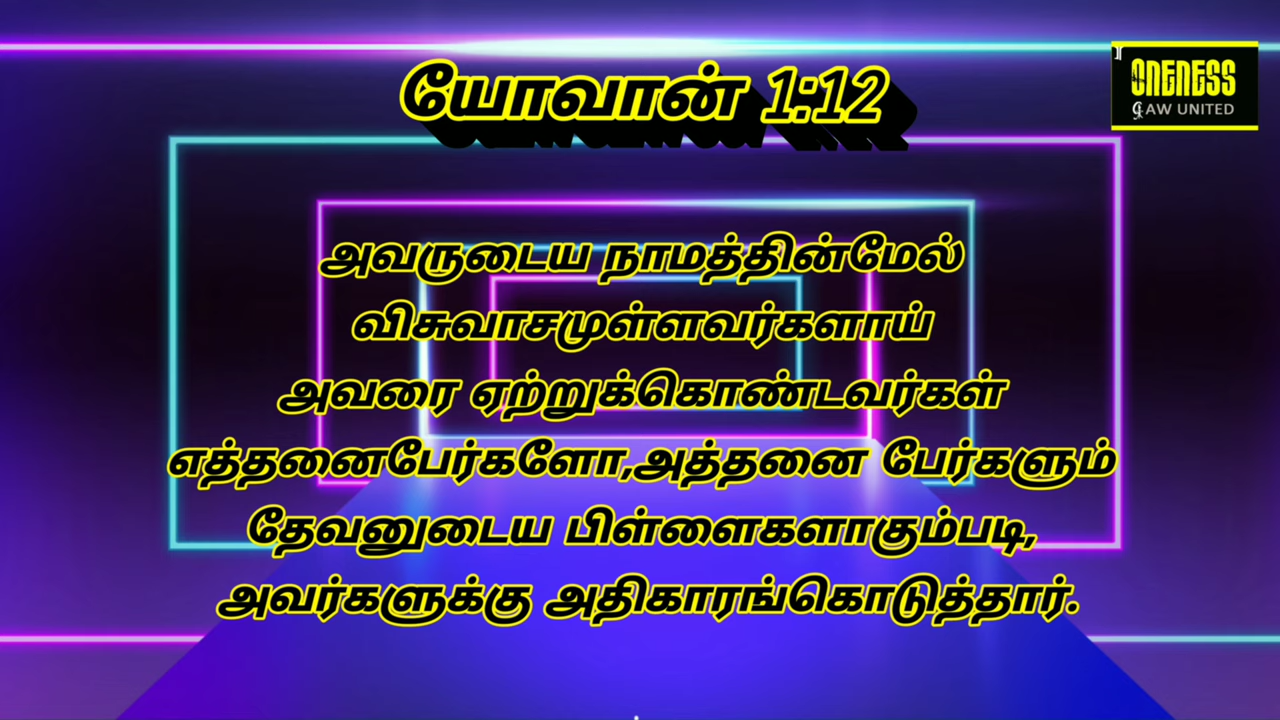 யோவான் 1:12
ONENESS
GAW UNITED
அவருடைய நாமத்தின்மேல்
விசுவாசமுள்ளவர்களாய்
அவரை ஏற்றுக்கொண்டவர்கள்
எத்தனைபேர்களோ,அத்தனை பேர்களும்
தேவனுடைய பிள்ளைகளாகும்படி,
அவர்களுக்கு அதிகாரங்கொடுத்தார்.